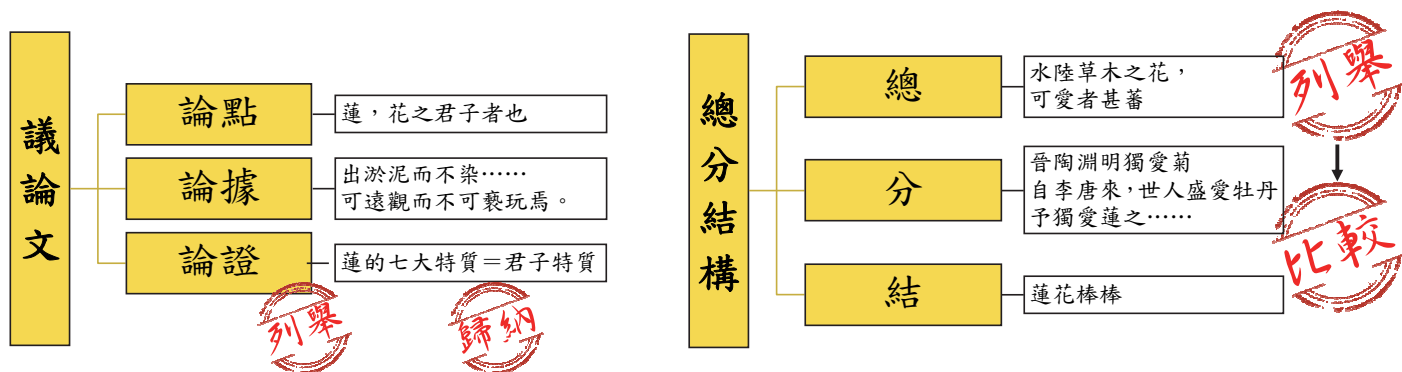 議論文
論點
蓮，花之君子者也
論據
出淤泥而不染……
可遠觀而不可褻玩焉。
論證
蓮的七大特質＝君子特質
列舉
歸納
總分結構
總
水陸草木之花，
可愛者甚蕃
列舉
分
晉陶淵明獨愛菊
自李唐來，世人盛愛牡丹
予獨愛蓮之……
比較
結
蓮花棒棒